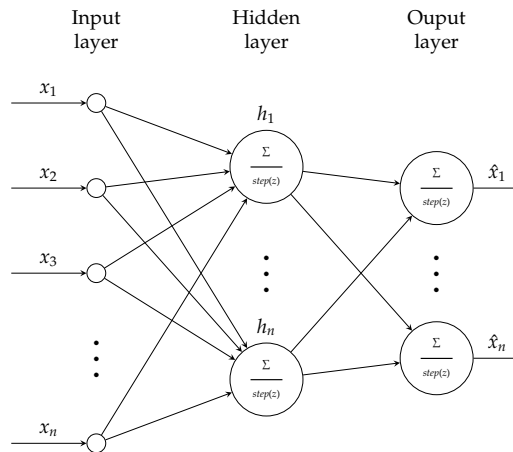 Input layer
Hidden layer
Ouput layer
x₁
x₂
x₃
xₙ
h₁
Σ
step(z)
hₙ
Σ
step(z)
Σ
step(z)
x̂₁
Σ
step(z)
x̂ₙ